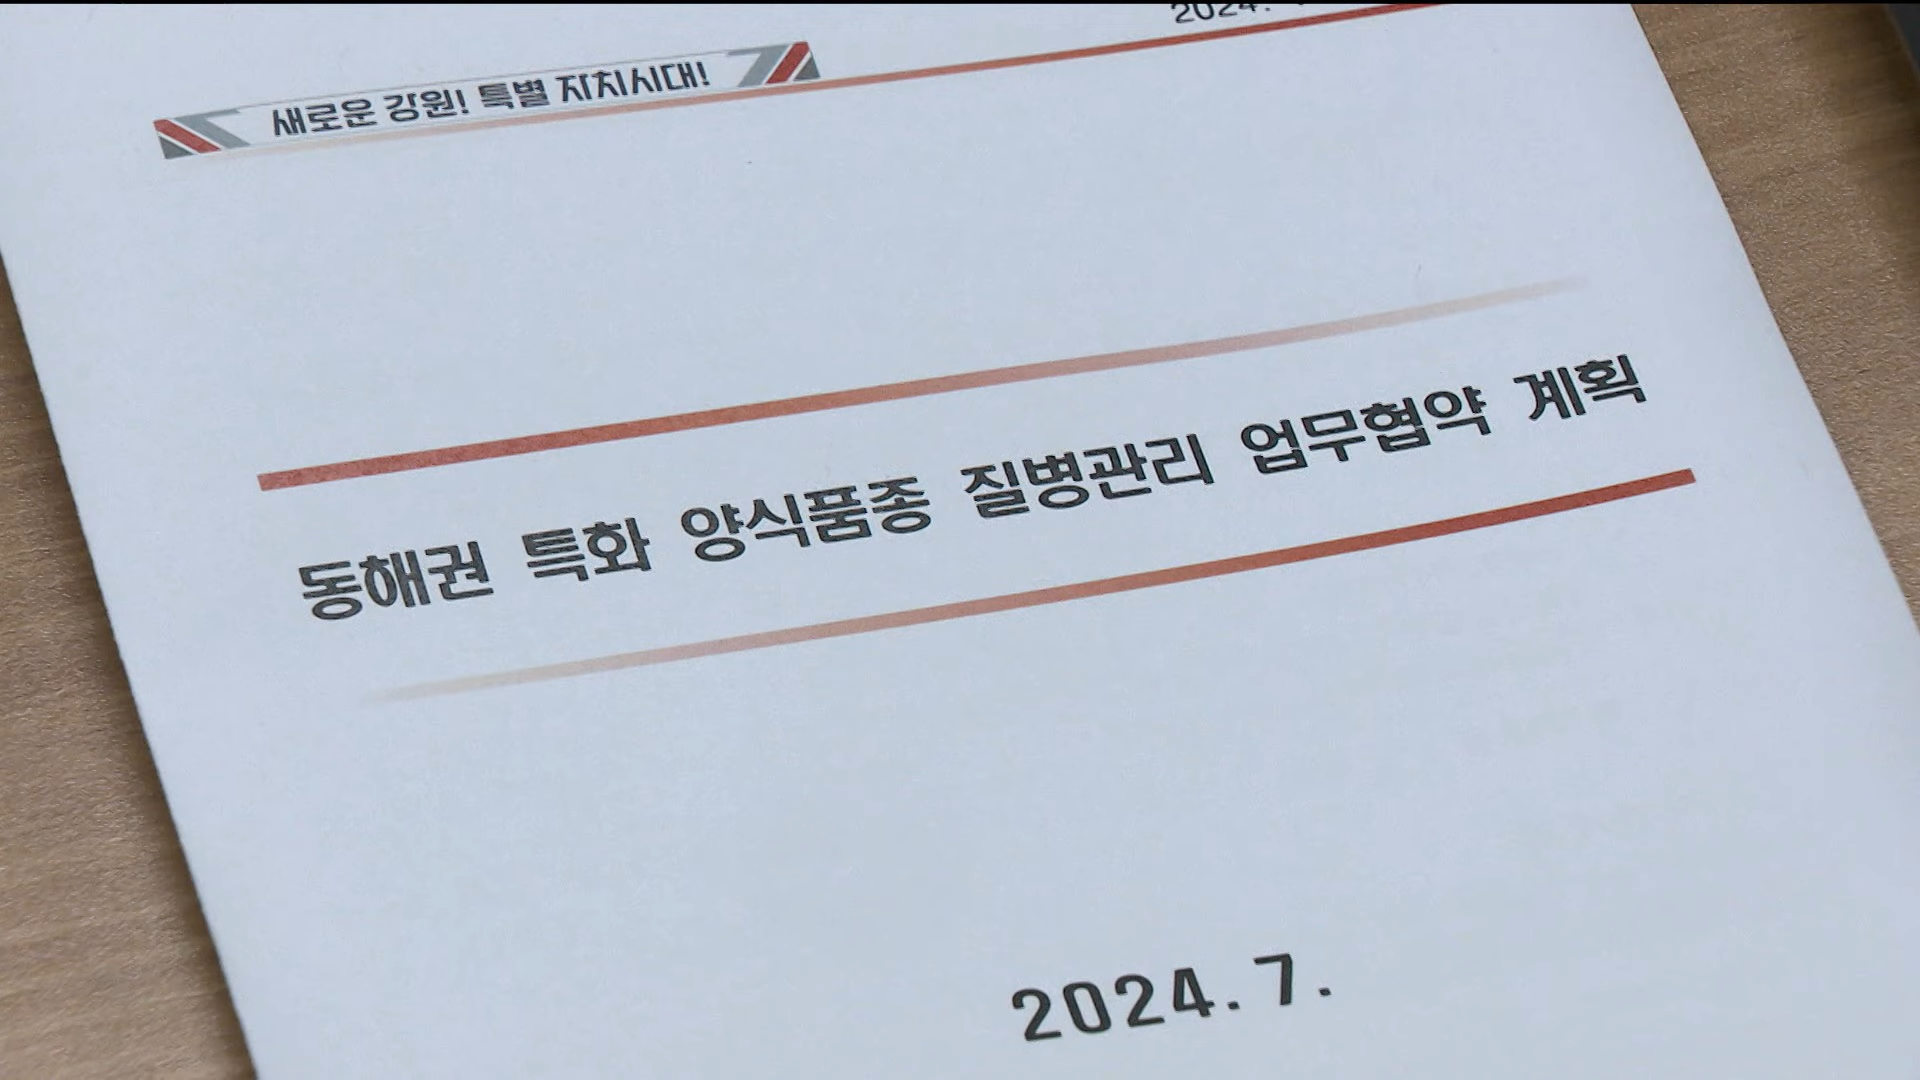 2024.
새로운 강원! 특별 자치시대!
동해권 특화 양식품종 질병관리 업무협약 계획
2024. 7.